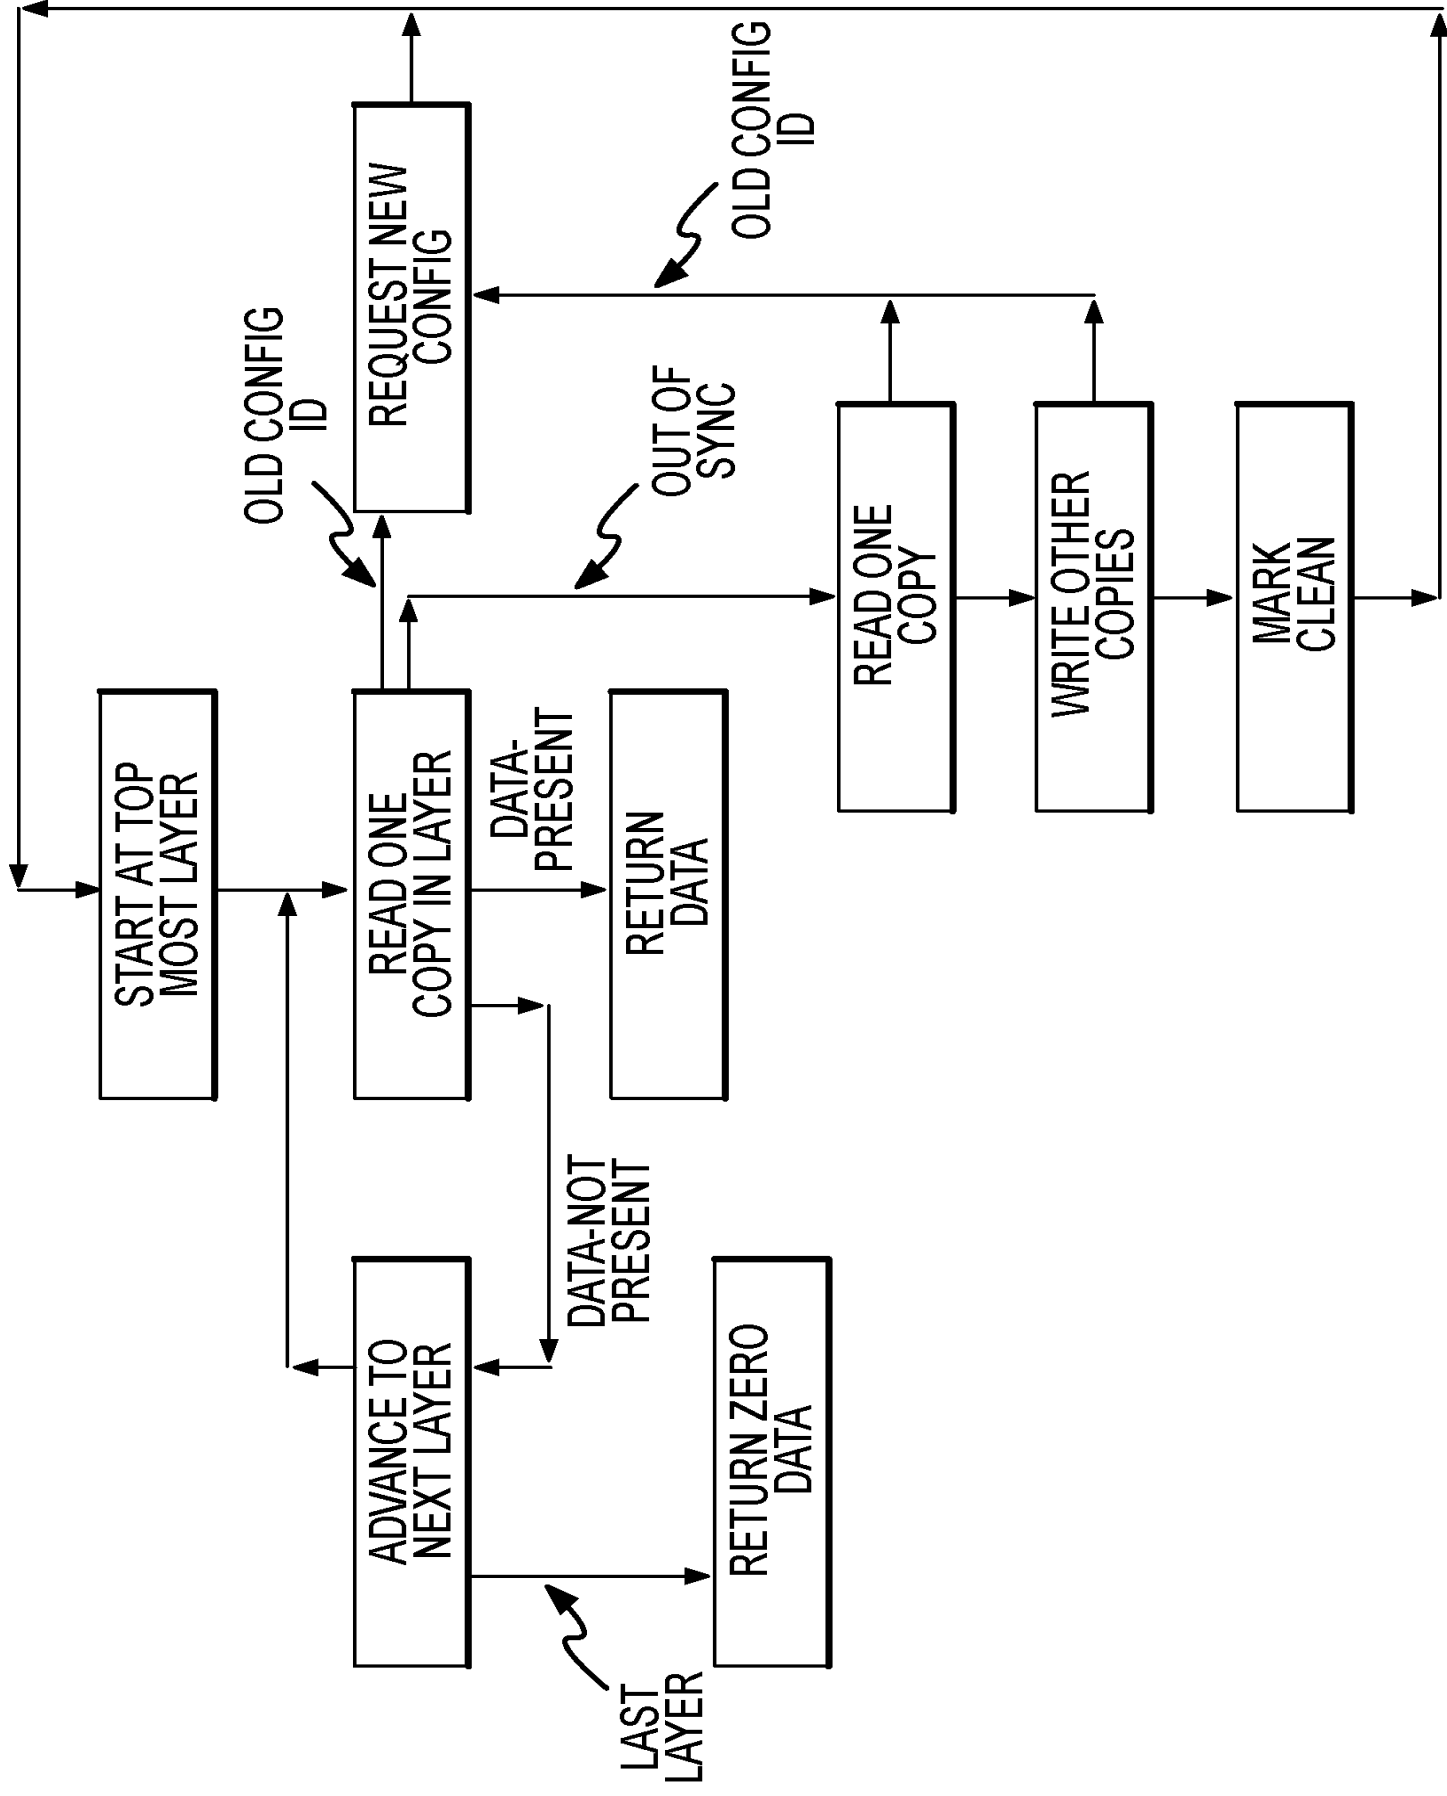 START AT TOP
MOST LAYER
OLD CONFIG
ID
ADVANCE TO
NEXT LAYER
READ ONE
COPY IN LAYER
REQUEST NEW
CONFIG
DATA-
PRESENT
DATA-NOT
PRESENT
OUT OF
SYNC
OLD CONFIG
ID
LAST
LAYER
RETURN
DATA
RETURN ZERO
DATA
READ ONE
COPY
WRITE OTHER
COPIES
MARK
CLEAN